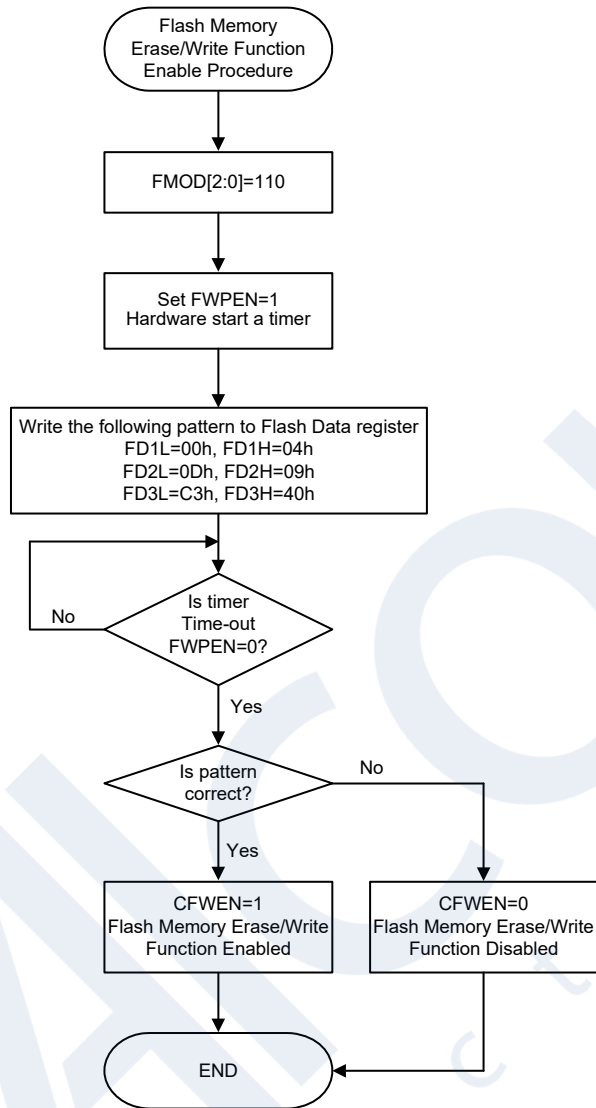 Flash Memory
Erase/Write Function
Enable Procedure
FMOD[2:0]=110
Set FWPEN=1
Hardware start a timer
Write the following pattern to Flash Data register
FD1L=00h, FD1H=04h
FD2L=0Dh, FD2H=09h
FD3L=C3h, FD3H=40h
Is timer
Time-out
FWPEN=0?
No
Yes
Is pattern
correct?
No
Yes
CFWEN=1
Flash Memory Erase/Write
Function Enabled
CFWEN=0
Flash Memory Erase/Write
Function Disabled
END